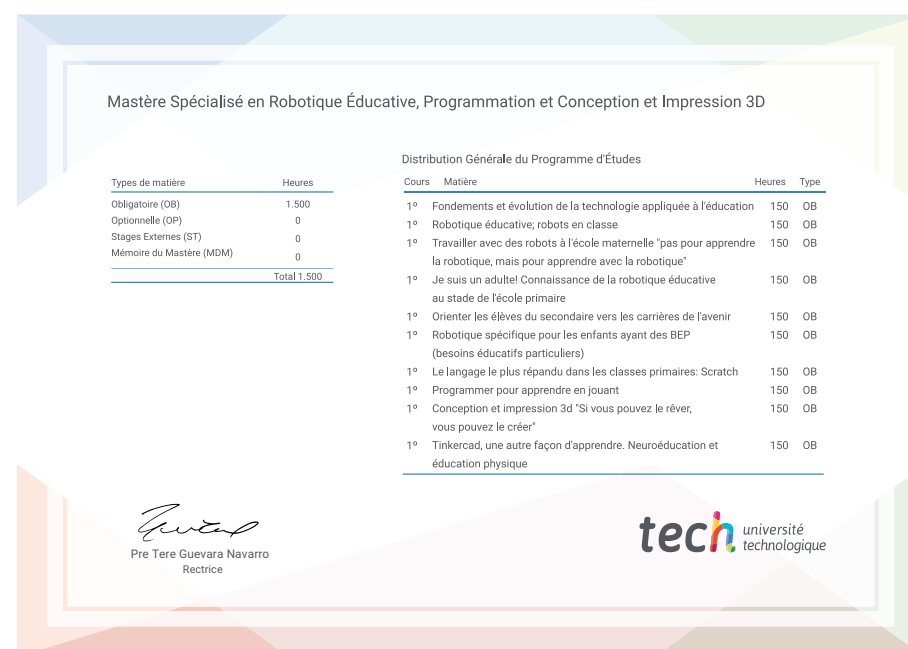 Mastère Spécialisé en Robotique Éducative, Programmation et Conception et Impression 3D
Types de matière Heures
Obligatoire (OB) 1.500
Optionnelle (OP) 0
Stages Externes (ST) 0
Mémoire du Mastère (MDM) 0
Total 1.500
Distribution Générale du Programme d'Études
Cours Matière Heures Type
1º Fondements et évolution de la technologie appliquée à l'éducation 150 OB
1º Robotique éducative; robots en classe 150 OB
1º Travailler avec des robots à l'école maternelle "pas pour apprendre 150 OB
la robotique, mais pour apprendre avec la robotique"
1º Je suis un adulte! Connaissance de la robotique éducative 150 OB
au stade de l'école primaire
1º Orienter les élèves du secondaire vers les carrières de l'avenir 150 OB
1º Robotique spécifique pour les enfants ayant des BEP 150 OB
(besoins éducatifs particuliers)
1º Le langage le plus répandu dans les classes primaires: Scratch 150 OB
1º Programmer pour apprendre en jouant 150 OB
1º Conception et impression 3d "Si vous pouvez le rêver, 150 OB
vous pouvez le créer"
1º Tinkercad, une autre façon d'apprendre. Neuroéducation et 150 OB
éducation physique
Pre Tere Guevara Navarro
Rectrice
tech université
technologique